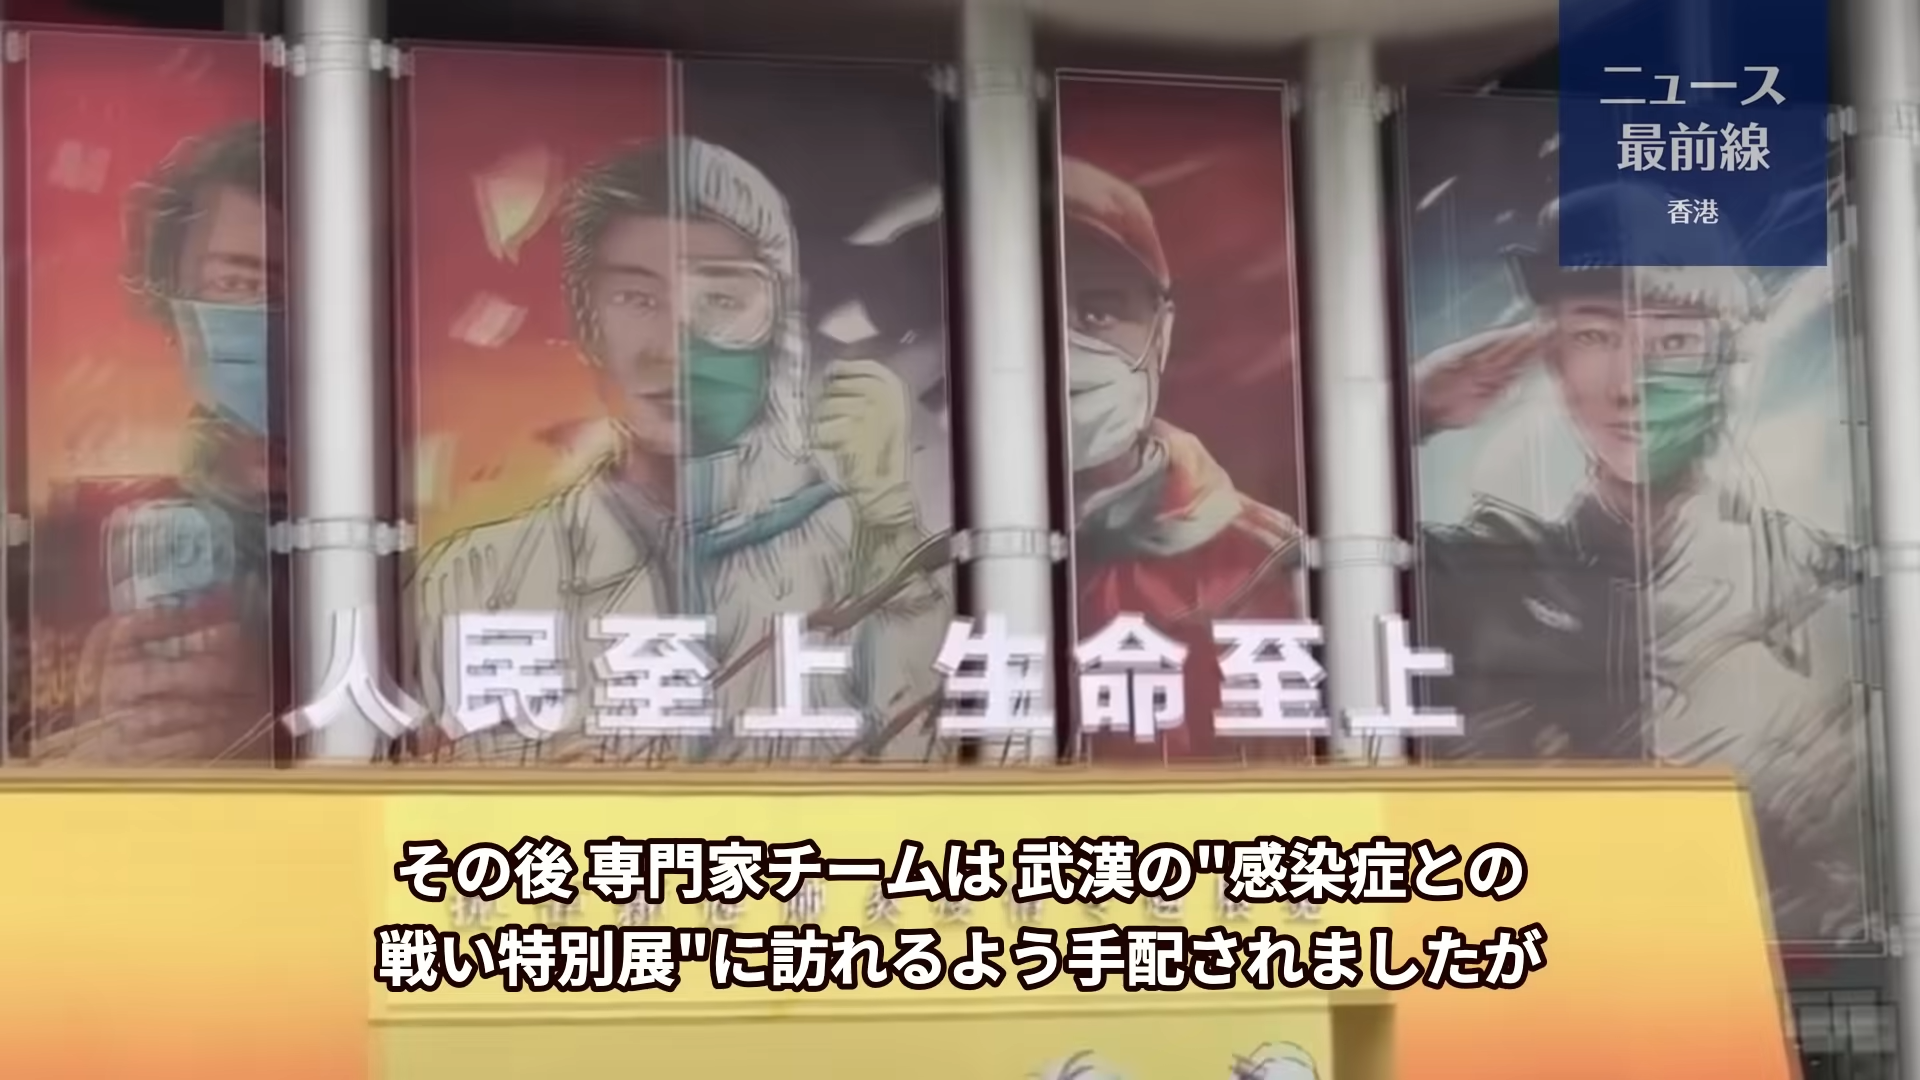 ニュース
最前線
香港
人民至上 生命至上
その後 専門家チームは 武漢の"感染症との
戦い特別展"に訪れるよう手配されましたが